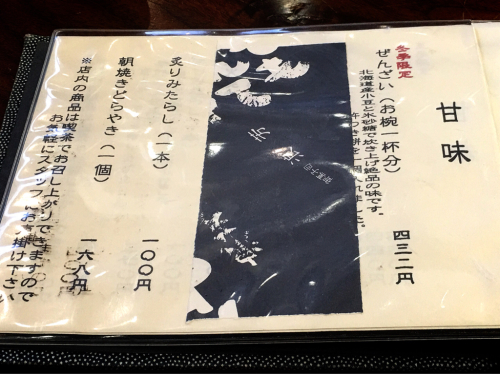 甘味
冬季限定
ぜんざい（お椀一杯分）
四三二円
北海道産小豆と氷砂糖で炊き上げ絶品の味です。
炙りみたらし（一本）
一〇〇円
朝焼きどらやき（一個）
一六八円
※店内の商品は喫茶でお召し上がりできますので
お気軽にスタッフにお声掛け下さい